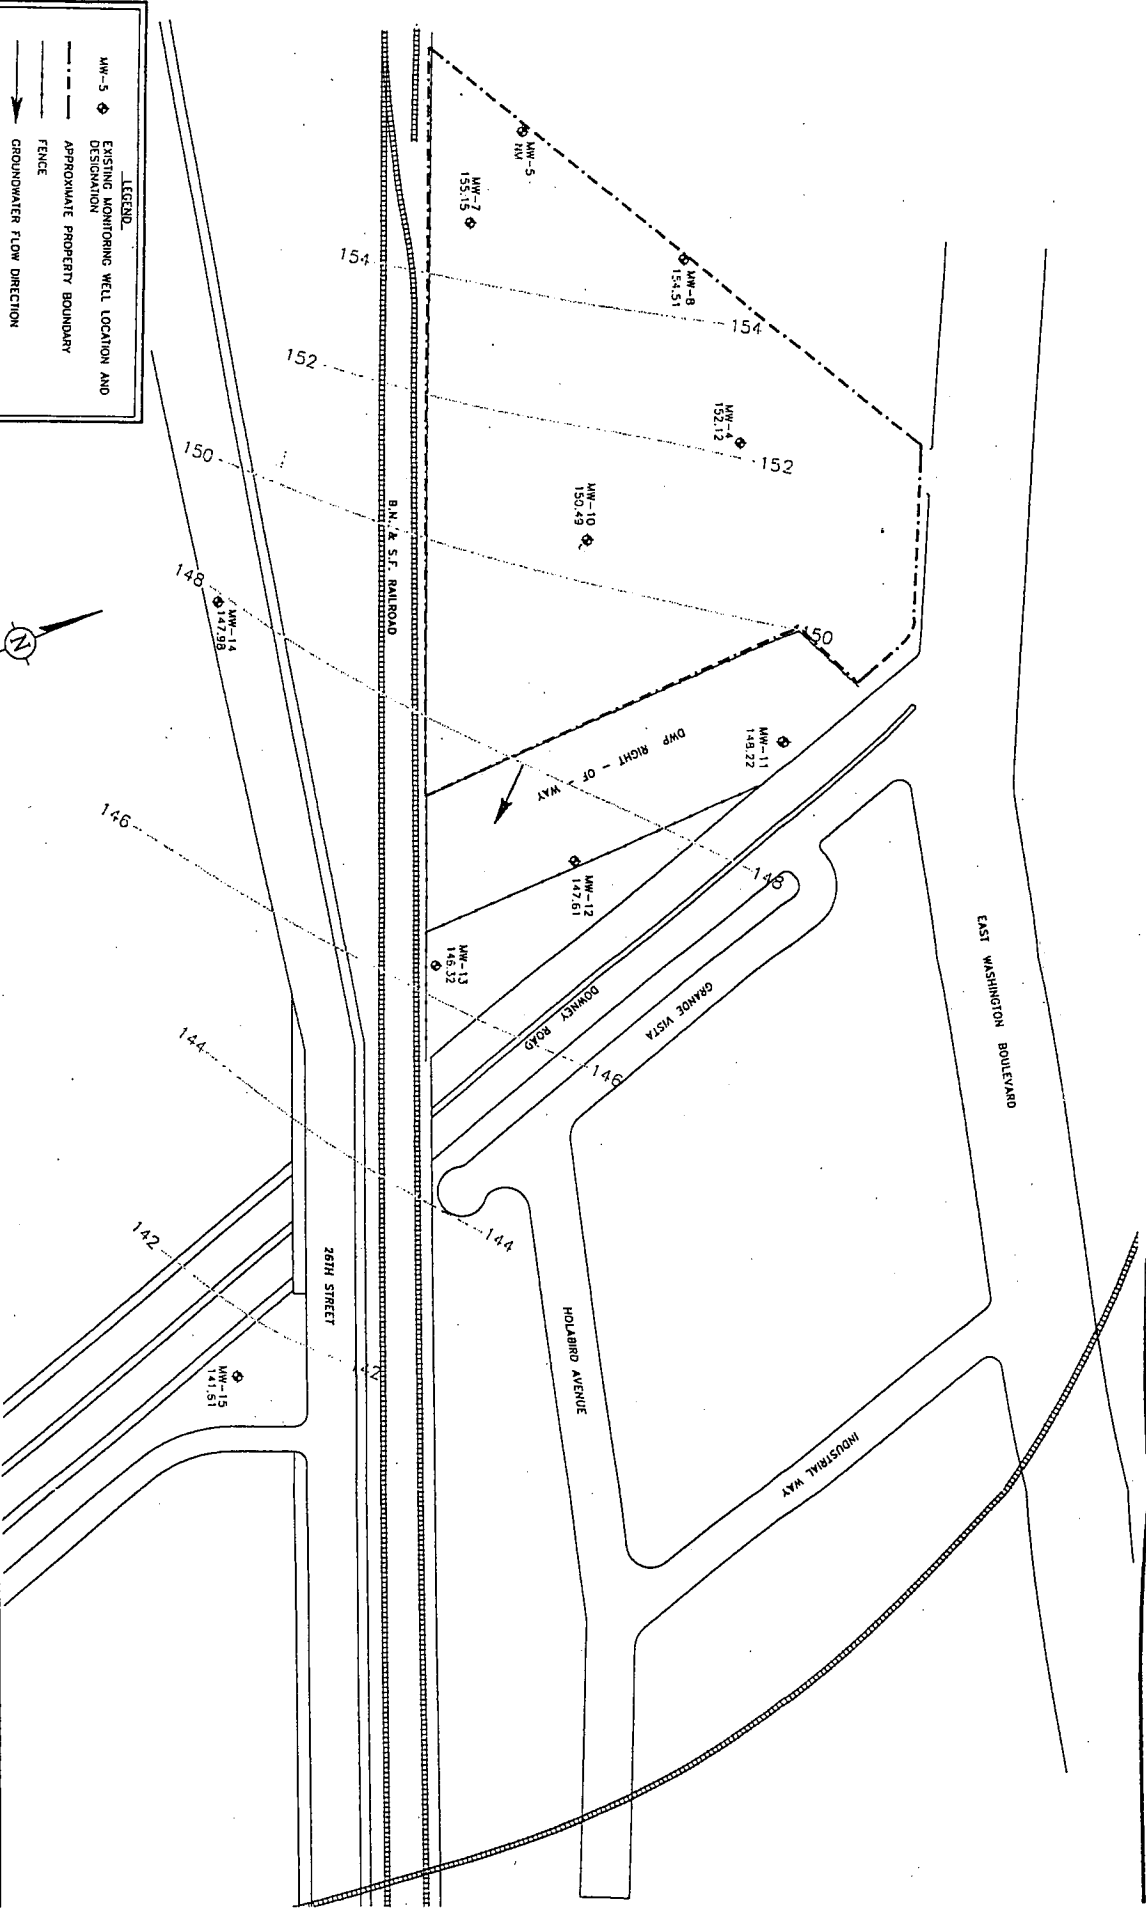 LEGEND
MW-5 EXISTING MONITORING WELL LOCATION AND
DESIGNATION
APPROXIMATE PROPERTY BOUNDARY
FENCE
GROUNDWATER FLOW DIRECTION
MW-5
NM
MW-7
155.15
MW-8
154.51
154
154
152
MW-4
152.12
152
150
MW-10
150.49
B.N. & S.F. RAILROAD
148
MW-14
147.98
150
N
DWP RIGHT - OF - WAY
MW-11
148.22
146
MW-12
147.61
148
MW-13
146.32
EAST WASHINGTON BOULEVARD
GRANDE VISTA
DOWNEY ROAD
146
144
144
142
26TH STREET
142
MW-15
141.61
HOLABIRD AVENUE
INDUSTRIAL WAY